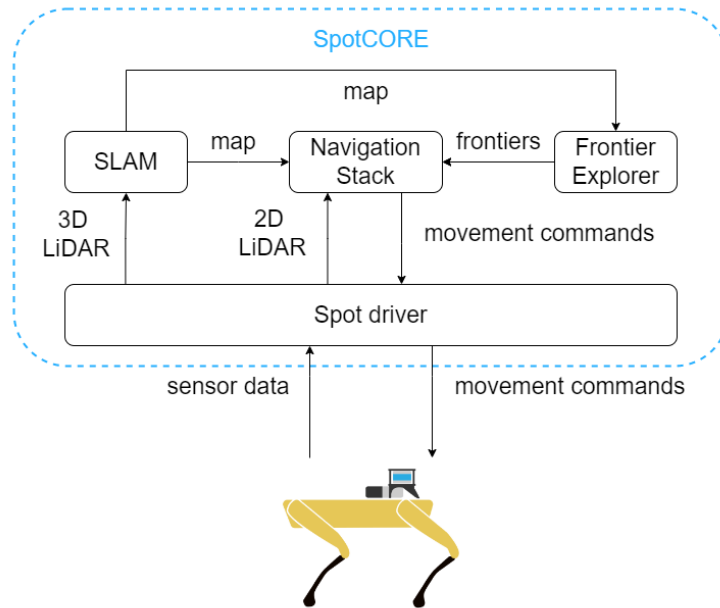 SpotCORE
map
SLAM
map
Navigation
Stack
frontiers
Frontier
Explorer
3D
LiDAR
2D
LiDAR
movement commands
Spot driver
sensor data
movement commands